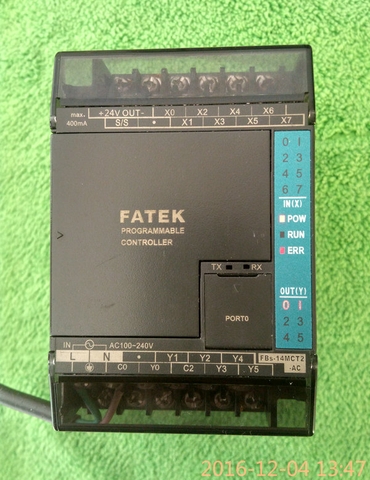 max. 400mA
+24V OUT- X0 X2 X4 X6
S/S • X1 X3 X5 X7
0 1
2 3
4 5
6 7
IN(X)
POW
RUN
ERR
FATEK
PROGRAMMABLE
CONTROLLER
TX RX
PORT0
OUT(Y)
0 1
2 3
4 5
IN AC100~240V
L N • Y1 Y2 Y4 FBs-14MCT2
C0 Y0 C2 Y3 Y5 -AC
2016-12-04 13:47